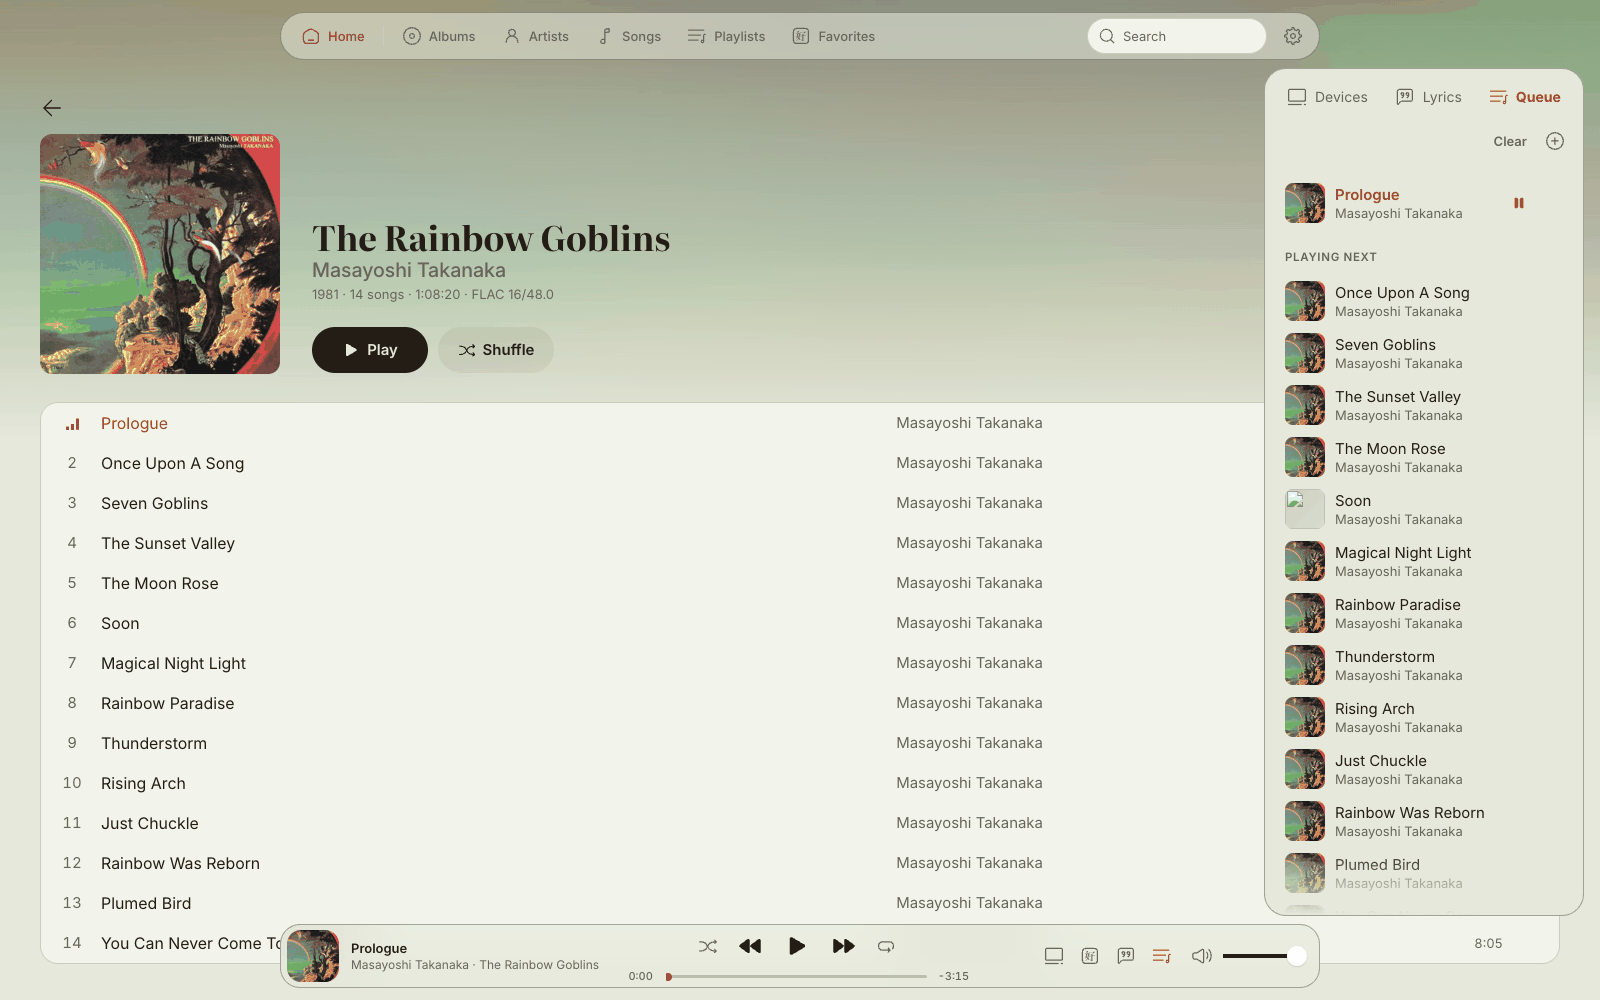 Home
Albums
Artists
Songs
Playlists
Favorites
Search
THE RAINBOW GOBLINS
Masayoshi TAKANAKA
The Rainbow Goblins
Masayoshi Takanaka
1981 · 14 songs · 1:08:20 · FLAC 16/48.0
Play
Shuffle
Prologue Masayoshi Takanaka
2 Once Upon A Song Masayoshi Takanaka
3 Seven Goblins Masayoshi Takanaka
4 The Sunset Valley Masayoshi Takanaka
5 The Moon Rose Masayoshi Takanaka
6 Soon Masayoshi Takanaka
7 Magical Night Light Masayoshi Takanaka
8 Rainbow Paradise Masayoshi Takanaka
9 Thunderstorm Masayoshi Takanaka
10 Rising Arch Masayoshi Takanaka
11 Just Chuckle Masayoshi Takanaka
12 Rainbow Was Reborn Masayoshi Takanaka
13 Plumed Bird Masayoshi Takanaka
14 You Can Never Come To 8:05
Devices
Lyrics
Queue
Clear
Prologue
Masayoshi Takanaka
PLAYING NEXT
Once Upon A Song
Masayoshi Takanaka
Seven Goblins
Masayoshi Takanaka
The Sunset Valley
Masayoshi Takanaka
The Moon Rose
Masayoshi Takanaka
Soon
Masayoshi Takanaka
Magical Night Light
Masayoshi Takanaka
Rainbow Paradise
Masayoshi Takanaka
Thunderstorm
Masayoshi Takanaka
Rising Arch
Masayoshi Takanaka
Just Chuckle
Masayoshi Takanaka
Rainbow Was Reborn
Masayoshi Takanaka
Plumed Bird
Masayoshi Takanaka
Prologue
Masayoshi Takanaka · The Rainbow Goblins
0:00
-3:15